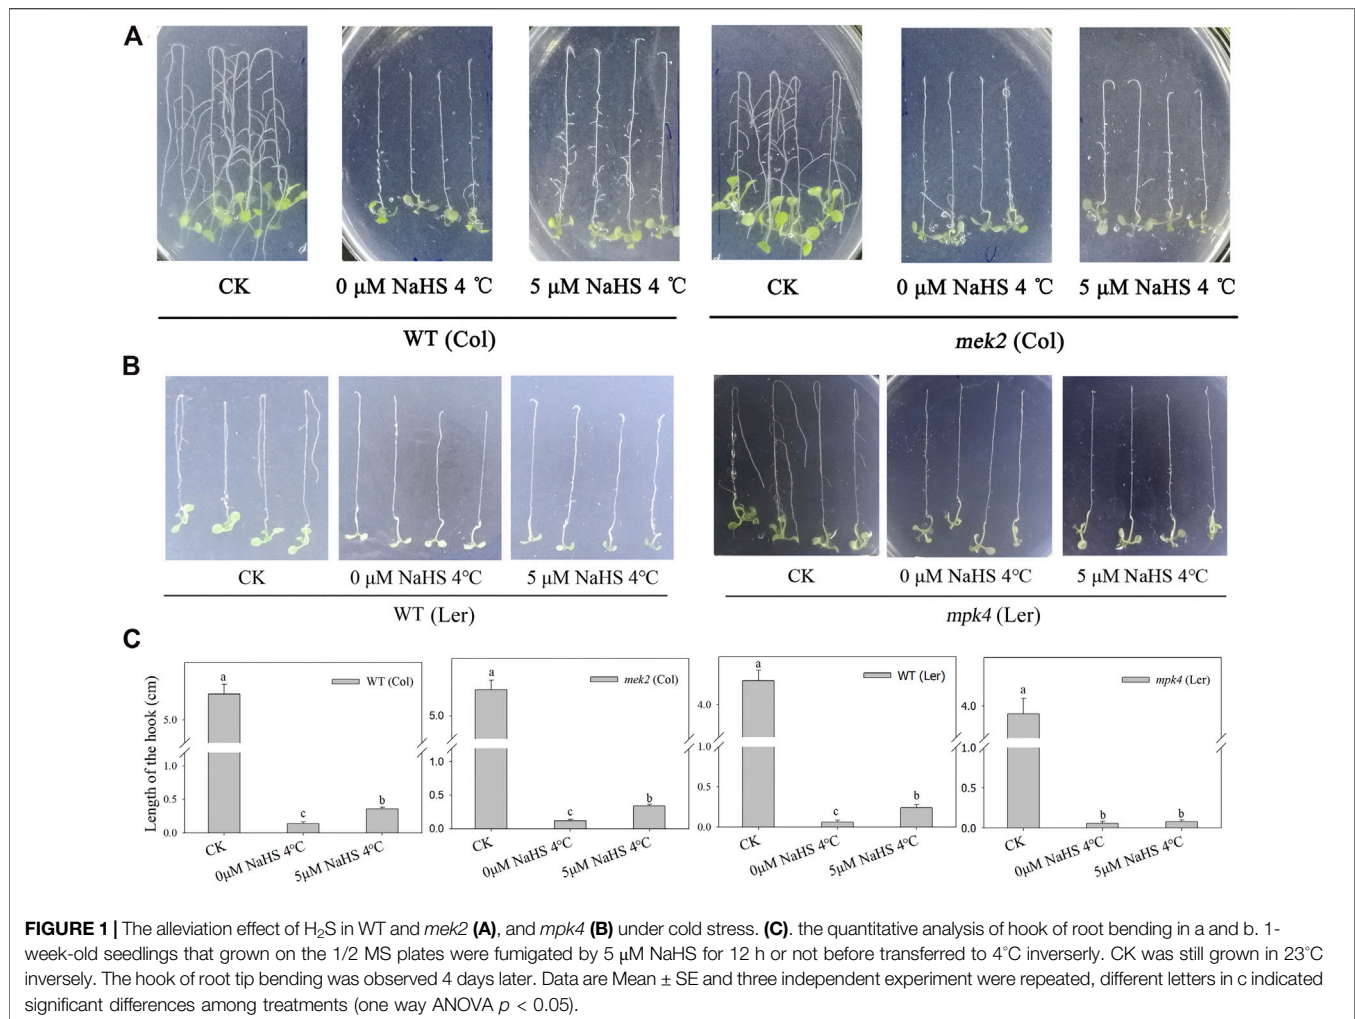 A
CK
0 μM NaHS 4 ℃
5 μM NaHS 4 ℃
CK
0 μM NaHS 4 ℃
5 μM NaHS 4 ℃
WT (Col)
mek2 (Col)
B
CK
0 μM NaHS 4°C
5 μM NaHS 4°C
CK
0 μM NaHS 4°C
5 μM NaHS 4°C
WT (Ler)
mpk4 (Ler)
C
Length of the hook (cm)
5.0
1.0
0.5
0.0
a
c
b
WT (Col)
CK
0μM NaHS 4°C
5μM NaHS 4°C
5.0
1.0
0.5
0.0
a
c
b
mek2 (Col)
CK
0μM NaHS 4°C
5μM NaHS 4°C
4.0
1.0
0.5
0.0
a
c
b
WT (Ler)
CK
0μM NaHS 4°C
5μM NaHS 4°C
4.0
1.0
0.5
0.0
a
b
b
mpk4 (Ler)
CK
0μM NaHS 4°C
5μM NaHS 4°C
FIGURE 1 | The alleviation effect of H₂S in WT and mek2 (A), and mpk4 (B) under cold stress. (C). the quantitative analysis of hook of root bending in a and b. 1-
week-old seedlings that grown on the 1/2 MS plates were fumigated by 5 μM NaHS for 12 h or not before transferred to 4°C inverserly. CK was still grown in 23°C
inversely. The hook of root tip bending was observed 4 days later. Data are Mean ± SE and three independent experiment were repeated, different letters in c indicated
significant differences among treatments (one way ANOVA p < 0.05).